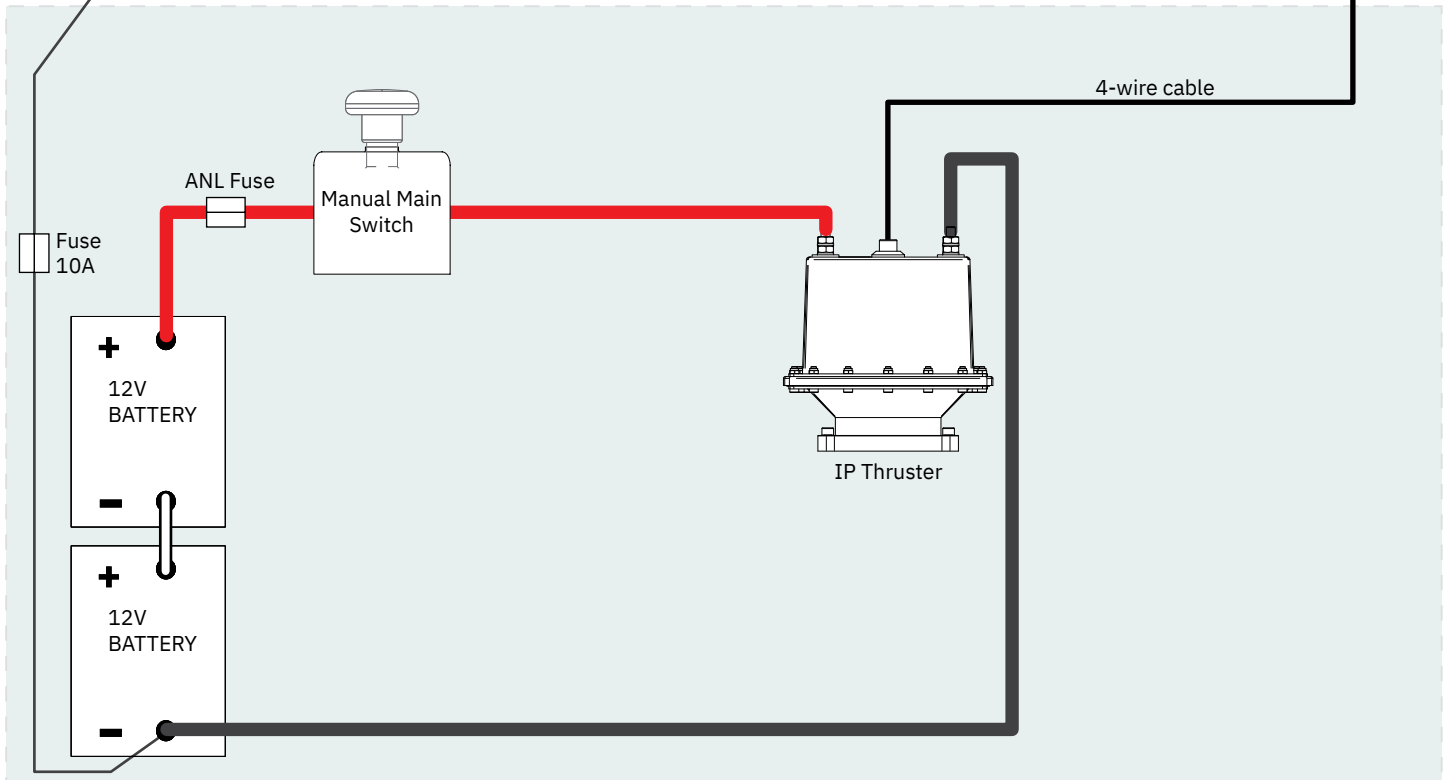 4-wire cable
ANL Fuse
Manual Main
Switch
Fuse
10A
+
12V
BATTERY
-
IP Thruster
+
12V
BATTERY
-